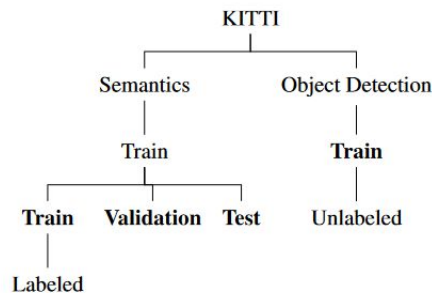 KITTI
Semantics Object Detection
Train Train
Train Validation Test Unlabeled
Labeled